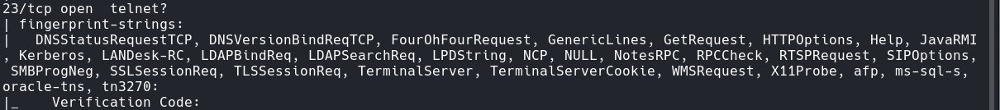 23/tcp open  telnet?
| fingerprint-strings:
|   DNSStatusRequestTCP, DNSVersionBindReqTCP, FourOhFourRequest, GenericLines, GetRequest, HTTPOptions, Help, JavaRMI
, Kerberos, LANDesk-RC, LDAPBindReq, LDAPSearchReq, LPDString, NCP, NULL, NotesRPC, RPCCheck, RTSPRequest, SIPOptions,
 SMBProgNeg, SSLSessionReq, TLSSessionReq, TerminalServer, TerminalServerCookie, WMSRequest, X11Probe, afp, ms-sql-s,
oracle-tns, tn3270:
|_    Verification Code: